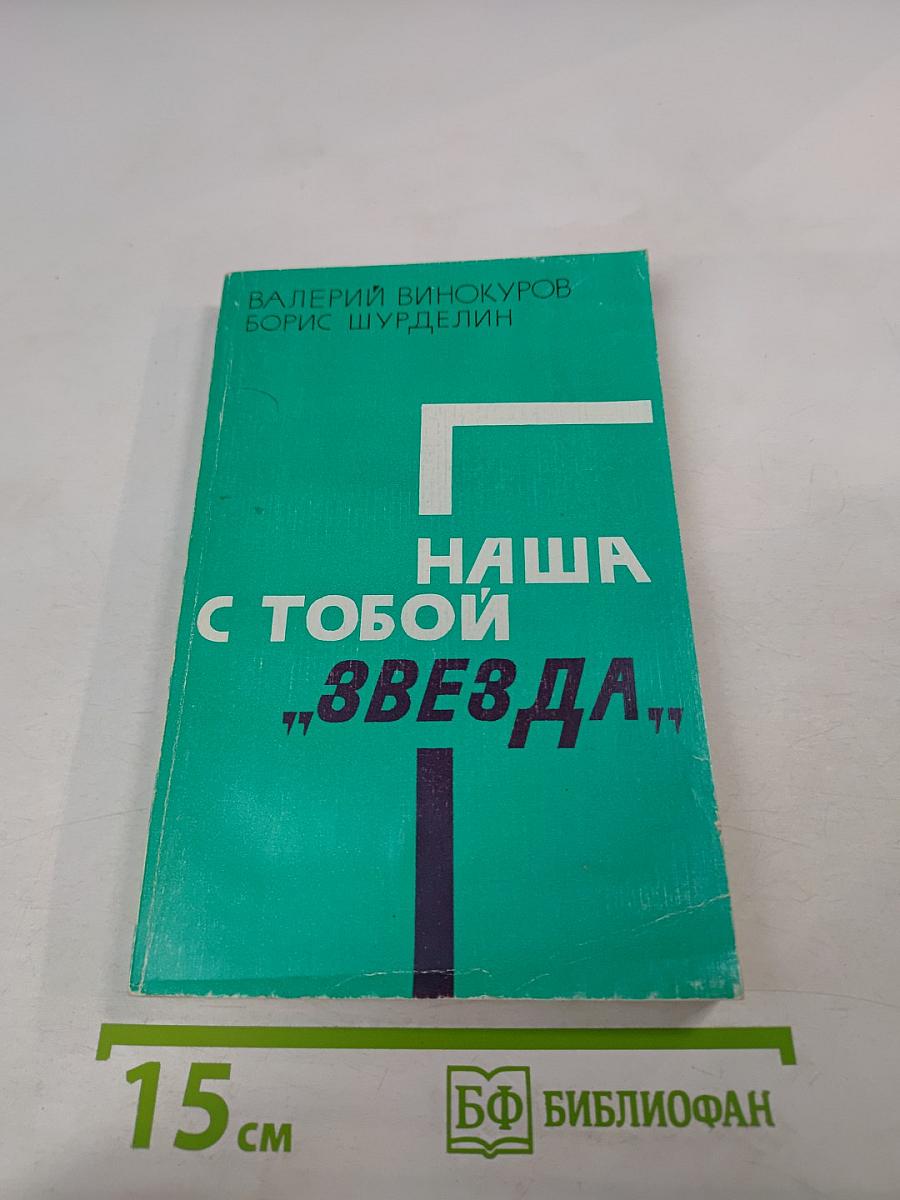 ВАЛЕРИЙ ВИНОКУРОВ
БОРИС ШУРДЕЛИН
НАША
С ТОБОЙ
„ЗВЕЗДА„
15 см
БФ БИБЛИОФАН